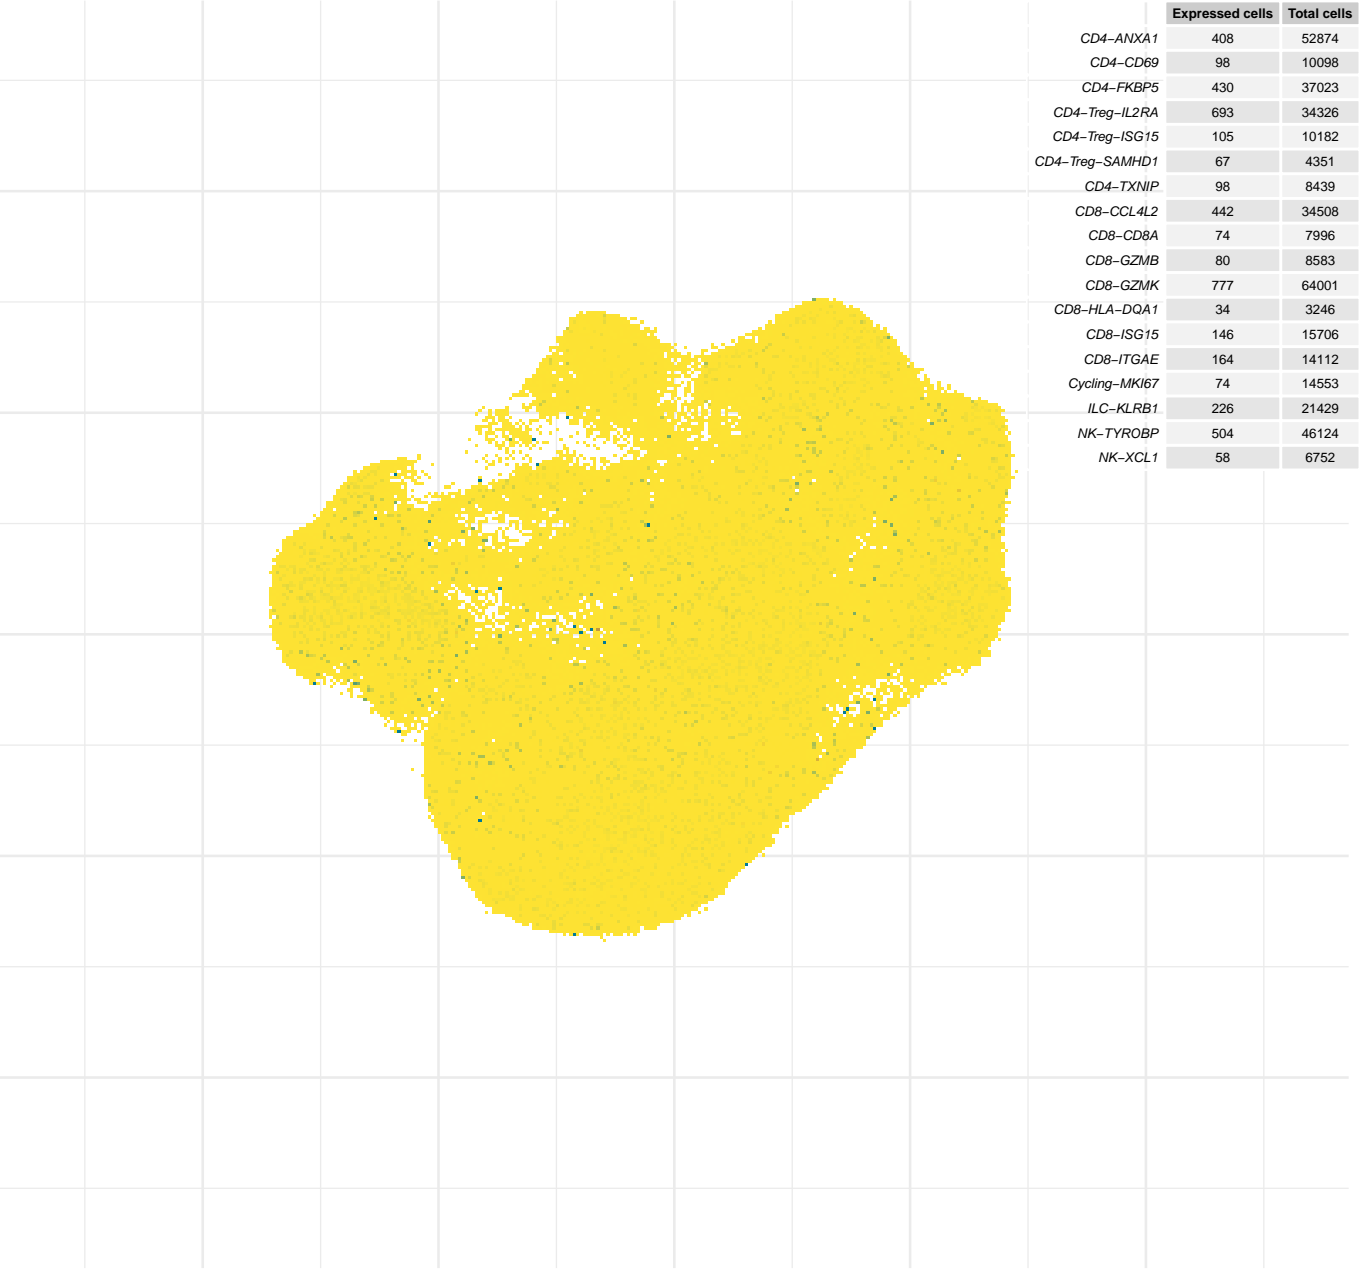 Expressed cells Total cells
CD4−ANXA1 408 52874
CD4−CD69 98 10098
CD4−FKBP5 430 37023
CD4−Treg−IL2RA 693 34326
CD4−Treg−ISG15 105 10182
CD4−Treg−SAMHD1 67 4351
CD4−TXNIP 98 8439
CD8−CCL4L2 442 34508
CD8−CD8A 74 7996
CD8−GZMB 80 8583
CD8−GZMK 777 64001
CD8−HLA−DQA1 34 3246
CD8−ISG15 146 15706
CD8−ITGAE 164 14112
Cycling−MKI67 74 14553
ILC−KLRB1 226 21429
NK−TYROBP 504 46124
NK−XCL1 58 6752